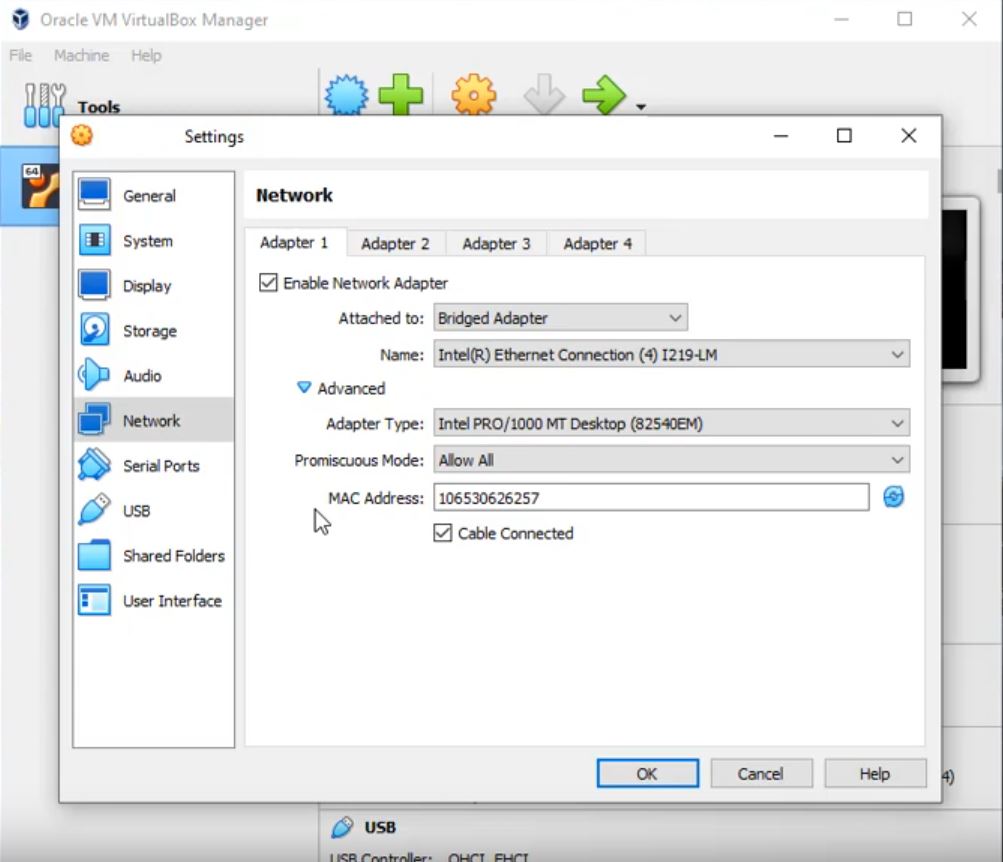 Oracle VM VirtualBox Manager
File Machine Help
Tools
Settings
64
General
System
Display
Storage
Audio
Network
Serial Ports
USB
Shared Folders
User Interface
Network
Adapter 1 Adapter 2 Adapter 3 Adapter 4
Enable Network Adapter
Attached to: Bridged Adapter
Name: Intel(R) Ethernet Connection (4) I219-LM
Advanced
Adapter Type: Intel PRO/1000 MT Desktop (82540EM)
Promiscuous Mode: Allow All
MAC Address: 106530626257
Cable Connected
OK Cancel Help
4)
USB
USB Controller: OHCI, EHCI